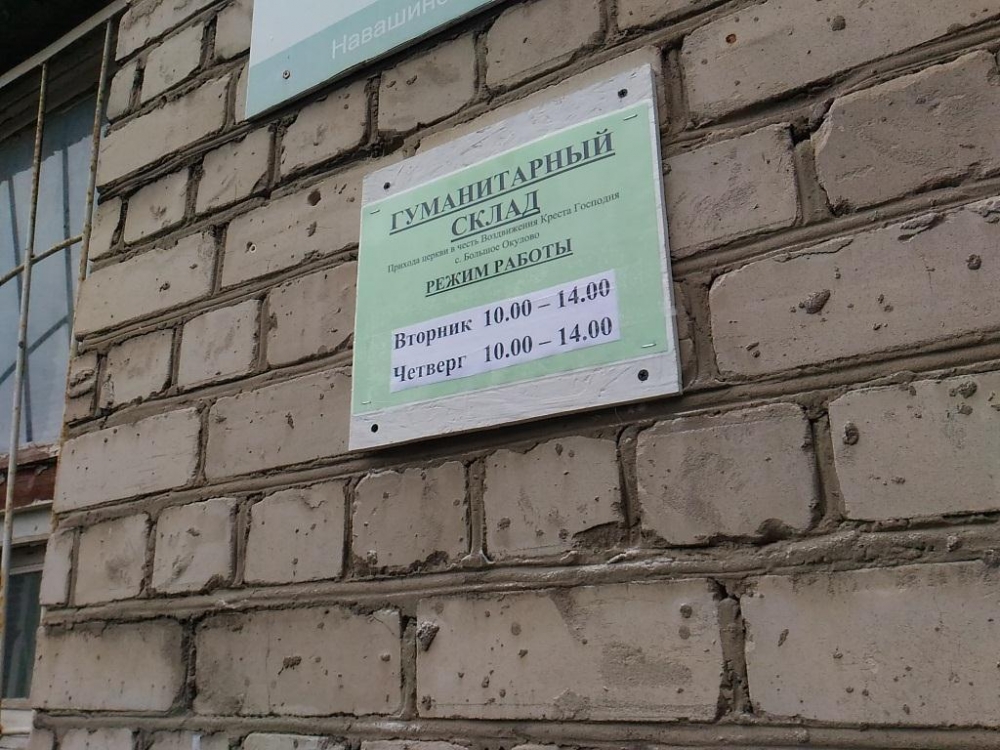 Навашинс
ГУМАНИТАРНЫЙ
СКЛАД
Прихода церкви в честь Воздвижения Креста Господня
с. Большое Окулово
РЕЖИМ РАБОТЫ
Вторник 10.00 – 14.00
Четверг 10.00 – 14.00